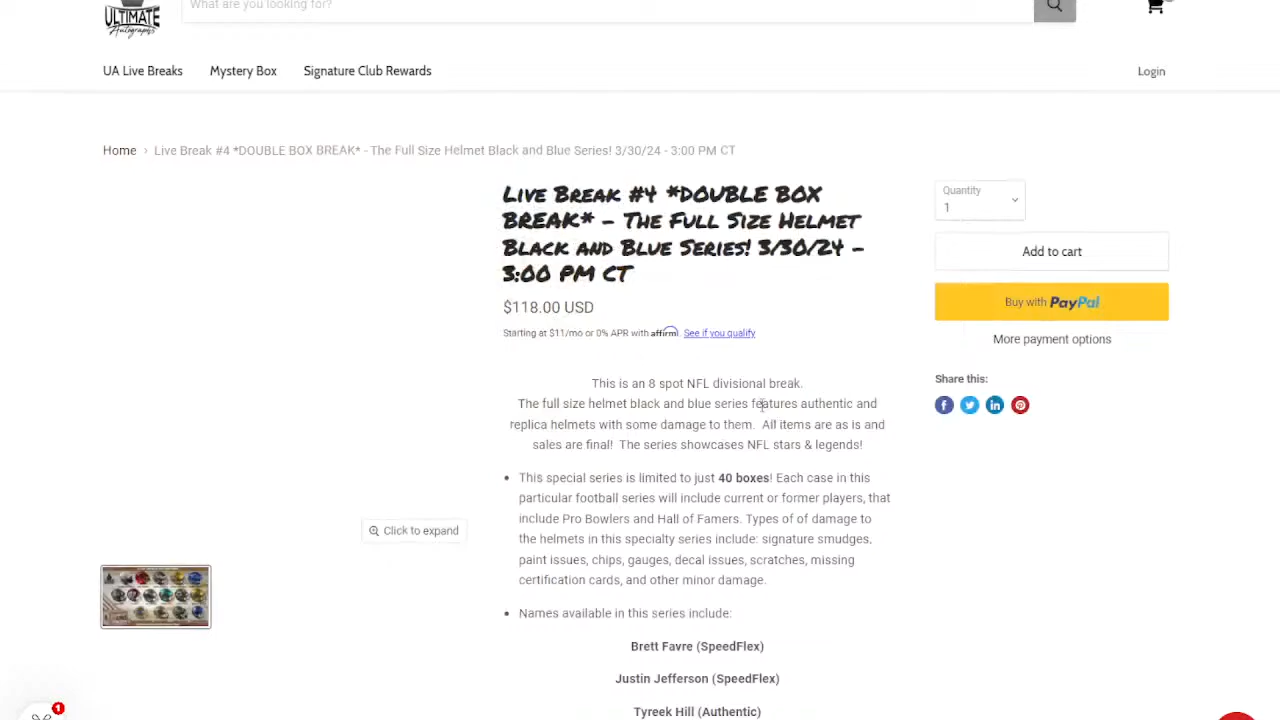 ULTIMATE
Autographs
What are you looking for?
UA Live Breaks
Mystery Box
Signature Club Rewards
Login
Home › Live Break #4 *DOUBLE BOX BREAK* - The Full Size Helmet Black and Blue Series! 3/30/24 - 3:00 PM CT
Live Break #4 *DOUBLE BOX
BREAK* - The Full Size Helmet
Black and Blue Series! 3/30/24 -
3:00 PM CT
$118.00 USD
Starting at $11/mo or 0% APR with affirm. See if you qualify
This is an 8 spot NFL divisional break.
The full size helmet black and blue series features authentic and
replica helmets with some damage to them. All items are as is and
sales are final! The series showcases NFL stars & legends!
• This special series is limited to just 40 boxes! Each case in this
particular football series will include current or former players, that
include Pro Bowlers and Hall of Famers. Types of of damage to
the helmets in this specialty series include: signature smudges,
paint issues, chips, gauges, decal issues, scratches, missing
certification cards, and other minor damage.
• Names available in this series include:
Brett Favre (SpeedFlex)
Justin Jefferson (SpeedFlex)
Tyreek Hill (Authentic)
Quantity
1
Add to cart
Buy with PayPal
More payment options
Share this:
Click to expand
1